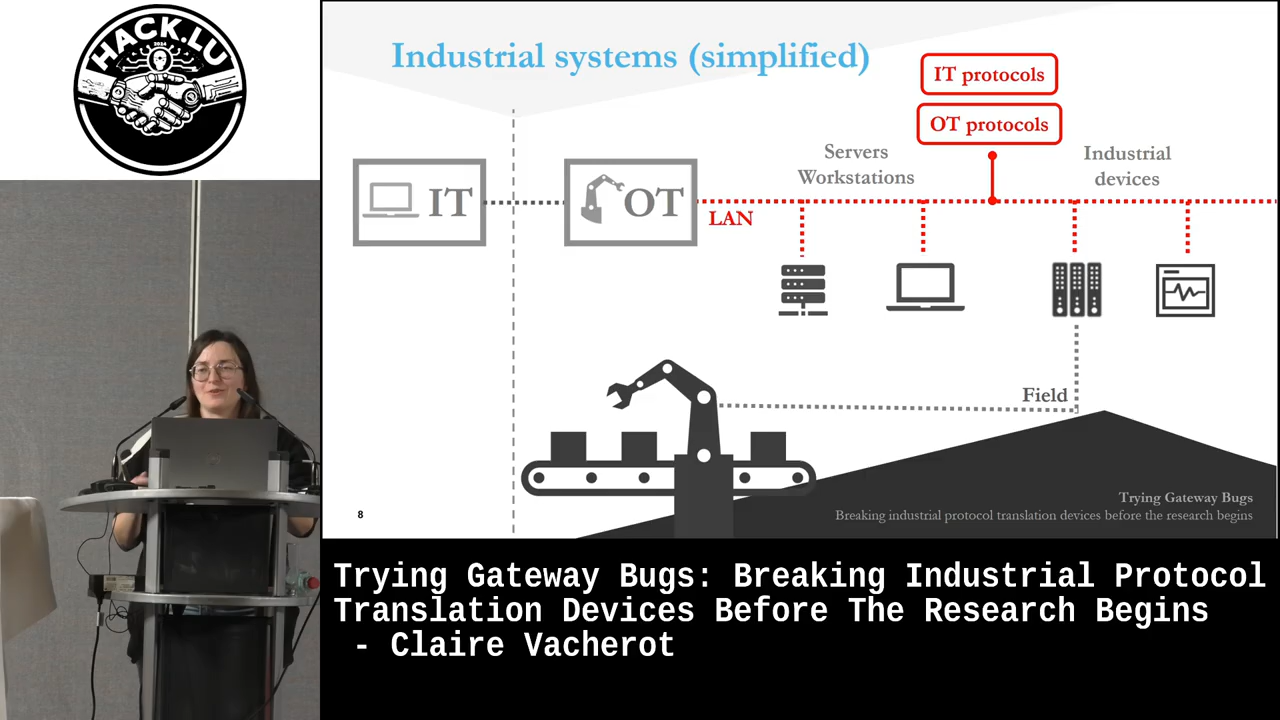 HACK.LU
2024
Industrial systems (simplified)
IT protocols
OT protocols
Servers
Workstations
Industrial
devices
IT
OT
LAN
Field
Trying Gateway Bugs
Breaking industrial protocol translation devices before the research begins
8
Trying Gateway Bugs: Breaking Industrial Protocol
Translation Devices Before The Research Begins
- Claire Vacherot